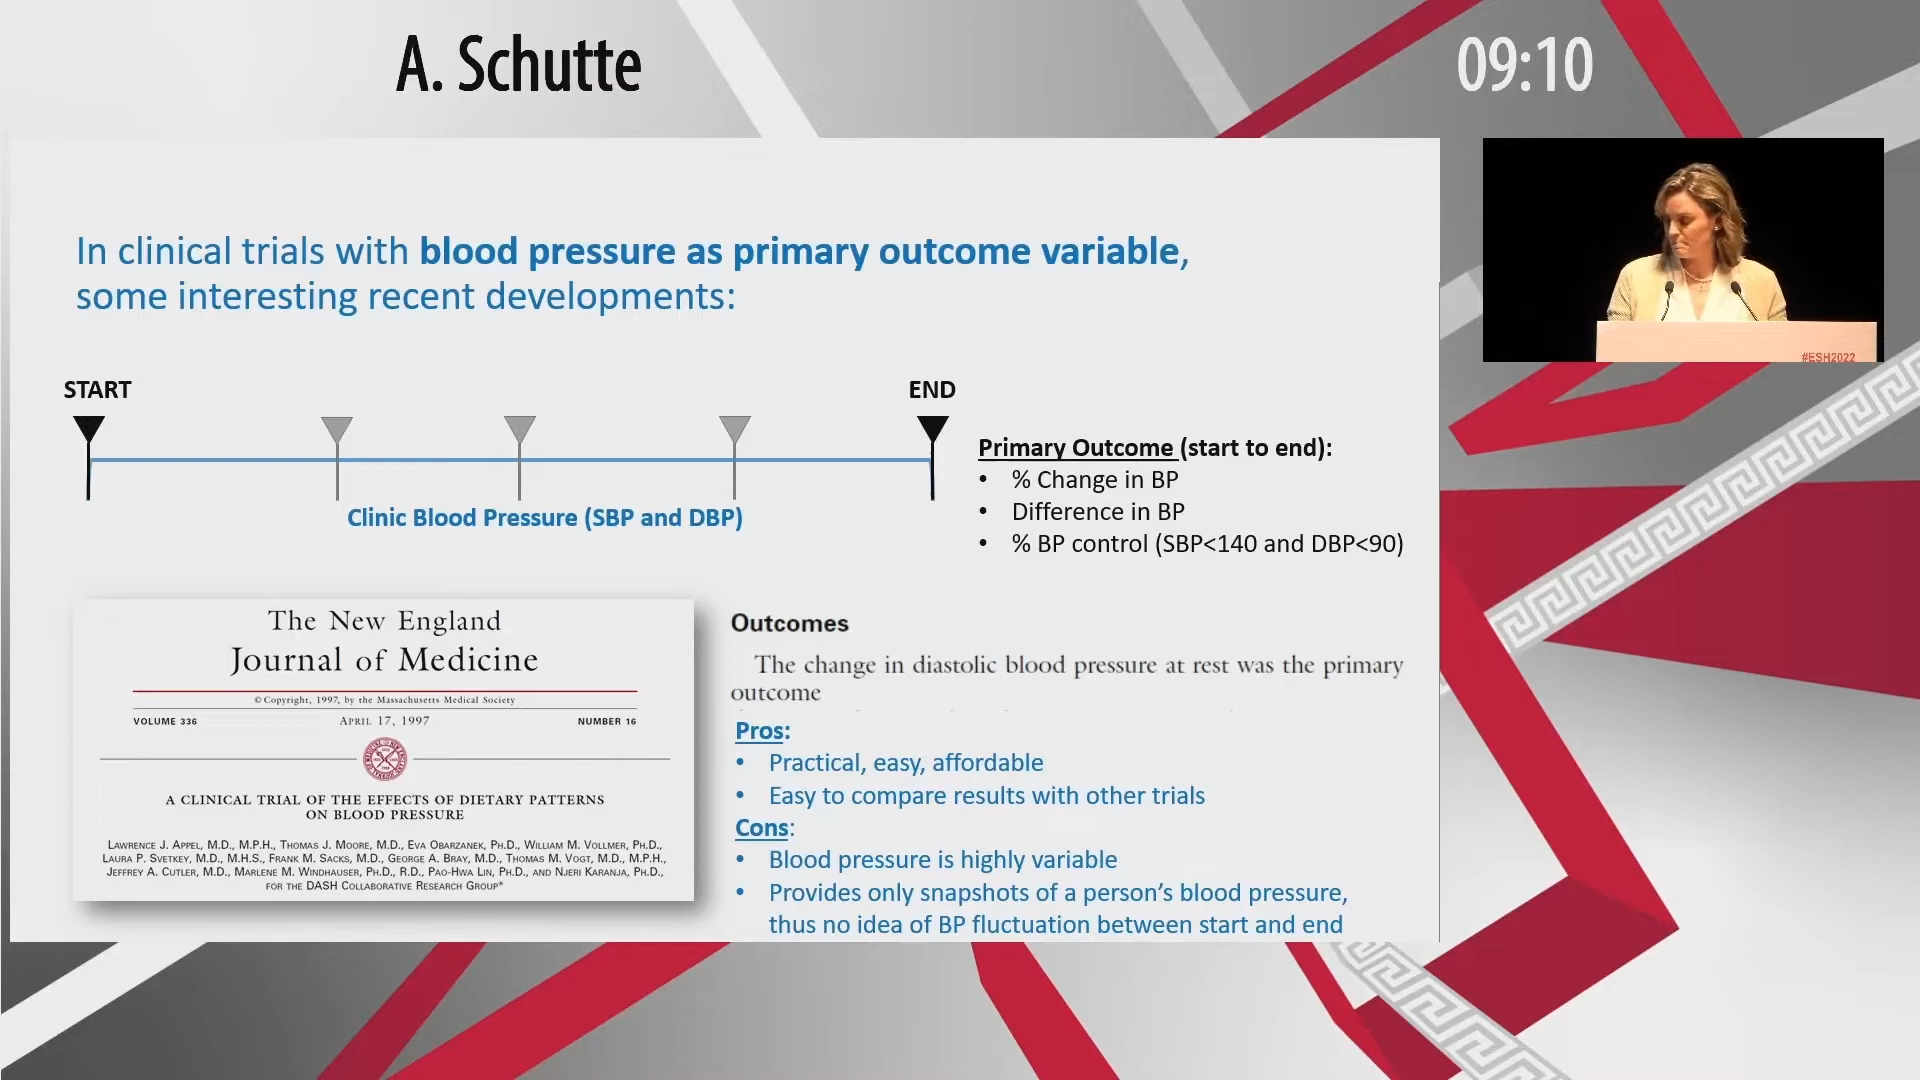 A. Schutte
09:10
#ESH2022
In clinical trials with blood pressure as primary outcome variable,
some interesting recent developments:
START
END
Clinic Blood Pressure (SBP and DBP)
Primary Outcome (start to end):
• % Change in BP
• Difference in BP
• % BP control (SBP<140 and DBP<90)
The New England
Journal of Medicine
© Copyright, 1997, by the Massachusetts Medical Society
VOLUME 336
APRIL 17, 1997
NUMBER 16
A CLINICAL TRIAL OF THE EFFECTS OF DIETARY PATTERNS
ON BLOOD PRESSURE
LAWRENCE J. APPEL, M.D., M.P.H., THOMAS J. MOORE, M.D., EVA OBARZANEK, PH.D., WILLIAM M. VOLLMER, PH.D.,
LAURA P. SVETKEY, M.D., M.H.S., FRANK M. SACKS, M.D., GEORGE A. BRAY, M.D., THOMAS M. VOGT, M.D., M.P.H.,
JEFFREY A. CUTLER, M.D., MARLENE M. WINDHAUSER, PH.D., R.D., PAO-HWA LIN, PH.D., AND NJERI KARANJA, PH.D.,
FOR THE DASH COLLABORATIVE RESEARCH GROUP*
Outcomes
The change in diastolic blood pressure at rest was the primary
outcome
Pros:
• Practical, easy, affordable
• Easy to compare results with other trials
Cons:
• Blood pressure is highly variable
• Provides only snapshots of a person’s blood pressure,
thus no idea of BP fluctuation between start and end